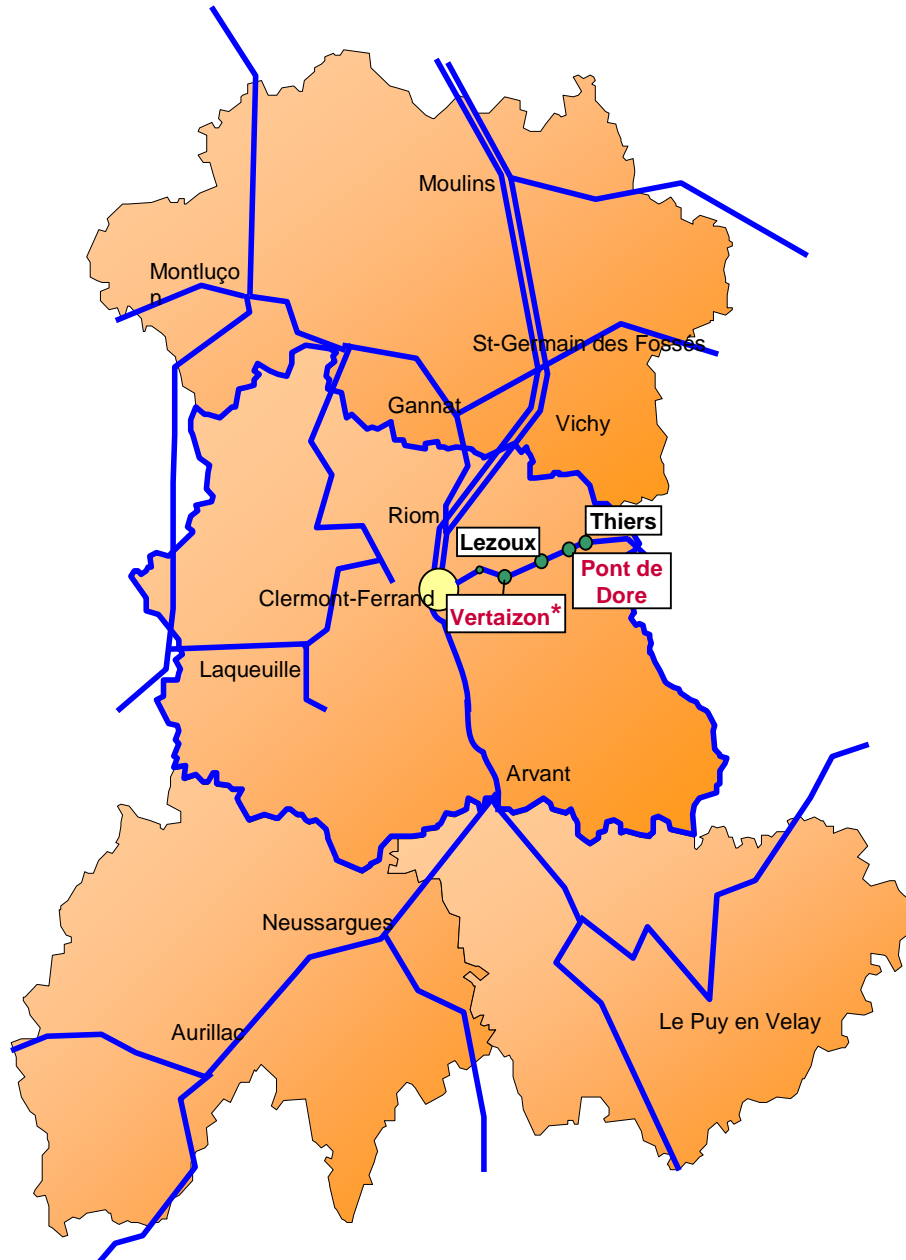 Moulins
Montluço
n
St-Germain des Fossés
Gannat
Vichy
Riom
Thiers
Lezoux
Pont de
Dore
Clermont-Ferrand
Vertaizon*
Laqueuille
Arvant
Neussargues
Le Puy en Velay
Aurillac